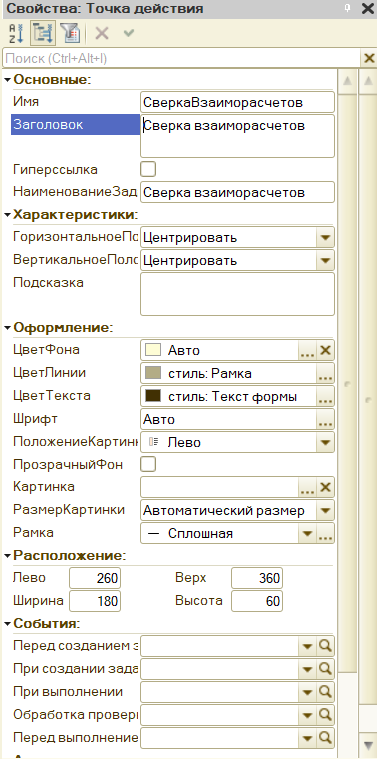 Свойства: Точка действия
Поиск (Ctrl+Alt+I)
Основные:
Имя СверкаВзаиморасчетов
Заголовок Сверка взаиморасчетов
Гиперссылка
НаименованиеЗад Сверка взаиморасчетов
Характеристики:
ГоризонтальноеПо Центрировать
ВертикальноеПоло Центрировать
Подсказка
Оформление:
ЦветФона Авто ...
ЦветЛинии стиль: Рамка ...
ЦветТекста стиль: Текст формы ...
Шрифт Авто ...
ПоложениеКартинк Лево
ПрозрачныйФон
Картинка ...
РазмерКартинки Автоматический размер
Рамка Сплошная ...
Расположение:
Лево 260 Верх 360
Ширина 180 Высота 60
События:
Перед созданием з
При создании зада
При выполнении
Обработка провер
Перед выполнение